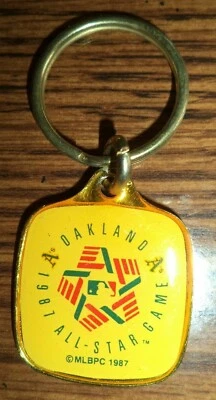 A's OAKLAND A's
1987 ALL-STAR GAME™
©MLBPC 1987